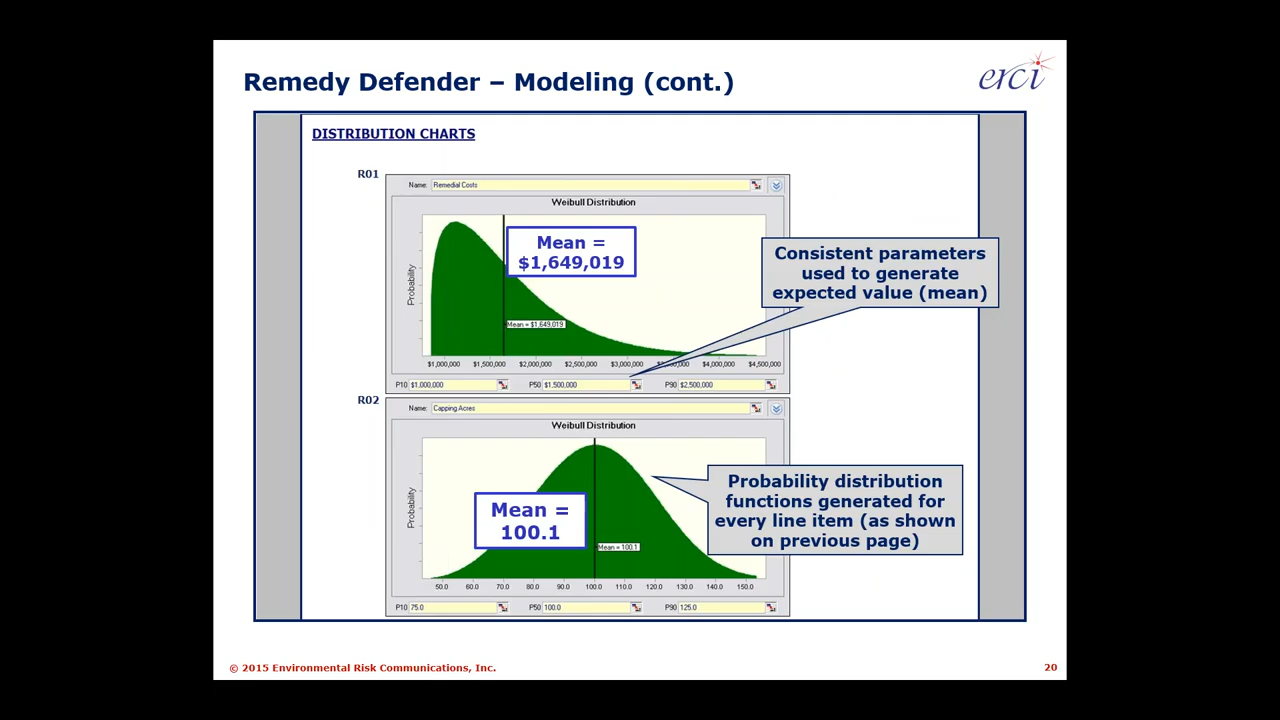 Remedy Defender – Modeling (cont.)
erci
DISTRIBUTION CHARTS
R01
Name: Remedial Costs
Weibull Distribution
Mean =
$1,649,019
Probability
Mean = $1,649,019
$1,000,000 $1,500,000 $2,000,000 $2,500,000 $3,000,000 $4,000,000 $4,500,000
P10 $1,000,000 P50 $1,500,000 P90 $2,500,000
Consistent parameters
used to generate
expected value (mean)
R02
Name: Capping Acres
Weibull Distribution
Mean =
100.1
Probability
Mean = 100.1
50.0 60.0 70.0 80.0 90.0 100.0 110.0 120.0 130.0 140.0 150.0
P10 75.0 P50 100.0 P90 125.0
Probability distribution
functions generated for
every line item (as shown
on previous page)
© 2015 Environmental Risk Communications, Inc.
20